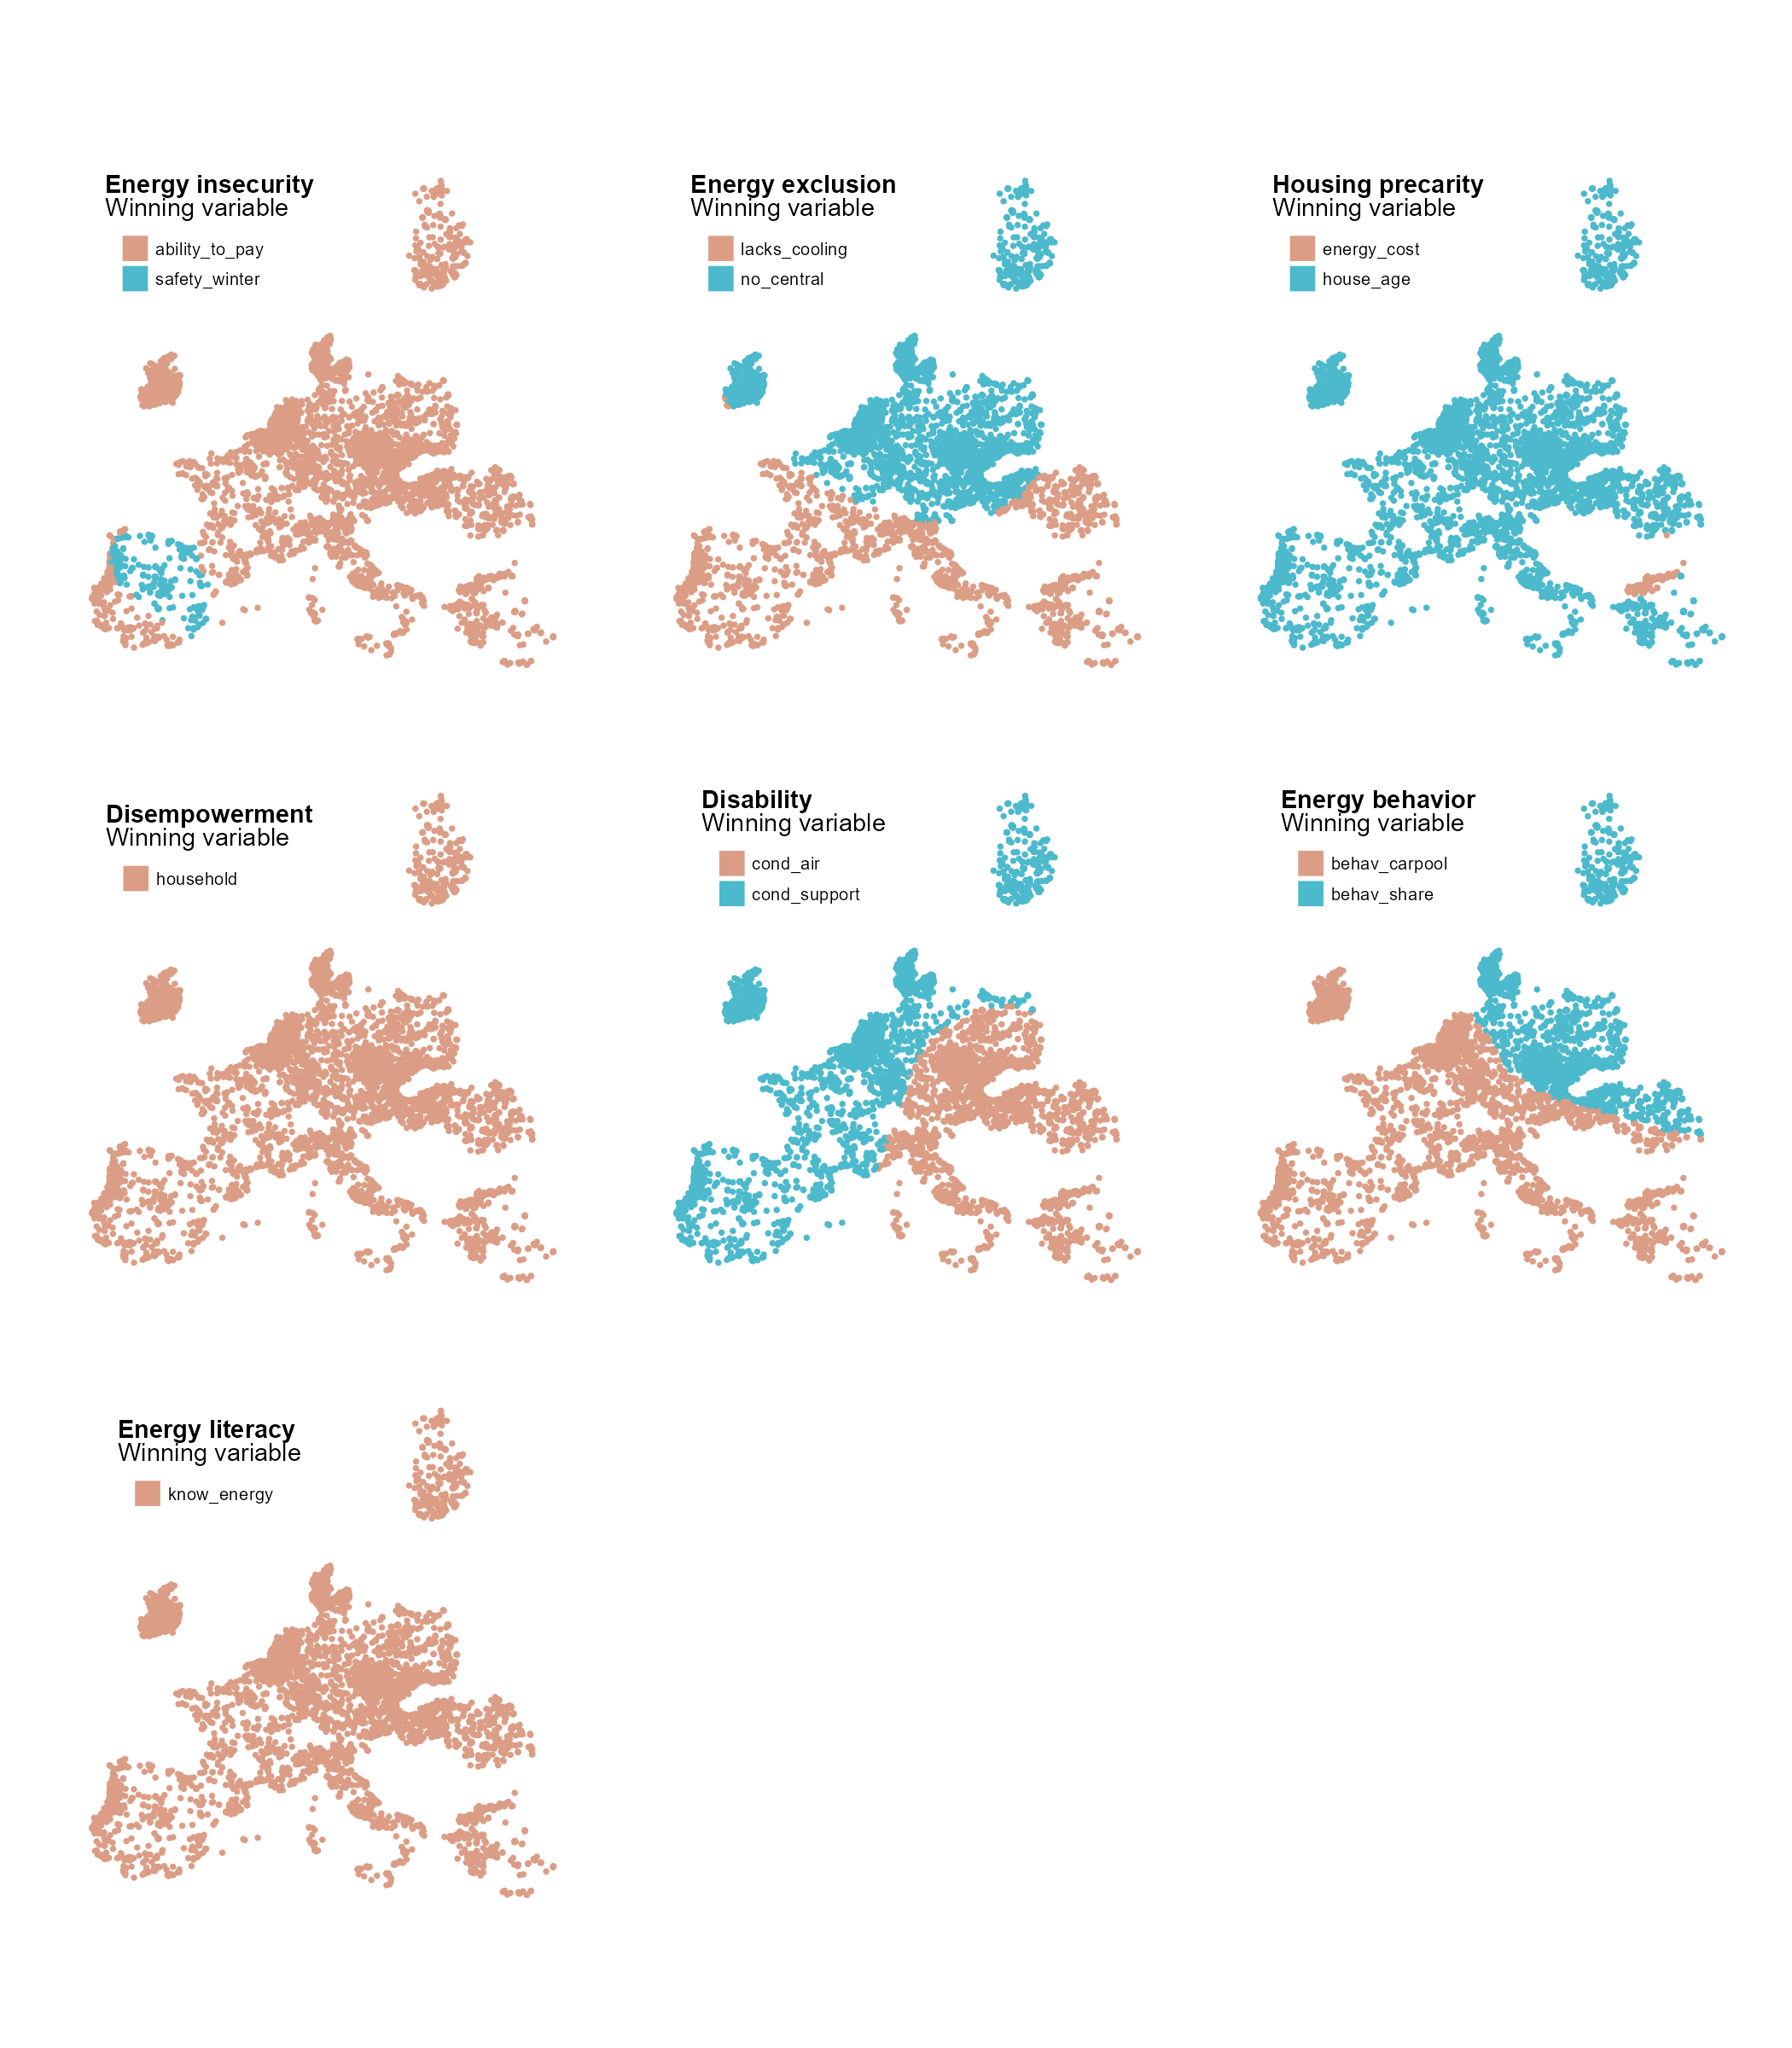 Energy insecurity
Winning variable
ability_to_pay
safety_winter
Energy exclusion
Winning variable
lacks_cooling
no_central
Housing precarity
Winning variable
energy_cost
house_age
Disempowerment
Winning variable
household
Disability
Winning variable
cond_air
cond_support
Energy behavior
Winning variable
behav_carpool
behav_share
Energy literacy
Winning variable
know_energy